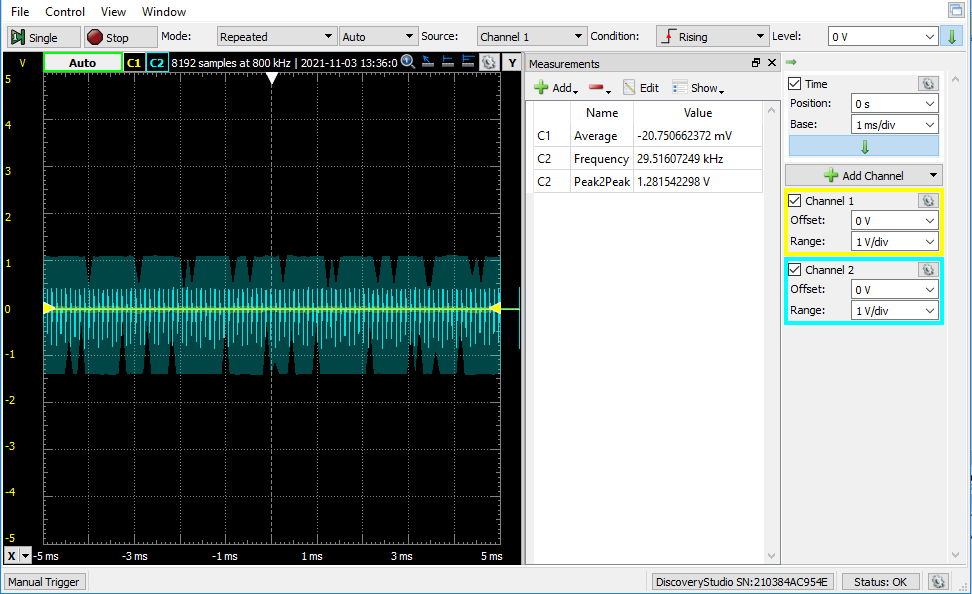 File Control View Window
Single Stop Mode: Repeated Auto Source: Channel 1 Condition: Rising Level: 0 V
V Auto C1 C2 8192 samples at 800 kHz | 2021-11-03 13:36:0 Y
5
4
3
2
1
0
-1
-2
-3
-4
-5
X -5 ms -3 ms -1 ms 1 ms 3 ms 5 ms
Measurements
Add Edit Show
Name Value
C1 Average -20.750662372 mV
C2 Frequency 29.51607249 kHz
C2 Peak2Peak 1.281542298 V
Time
Position: 0 s
Base: 1 ms/div
Add Channel
Channel 1
Offset: 0 V
Range: 1 V/div
Channel 2
Offset: 0 V
Range: 1 V/div
Manual Trigger DiscoveryStudio SN:210384AC954E Status: OK